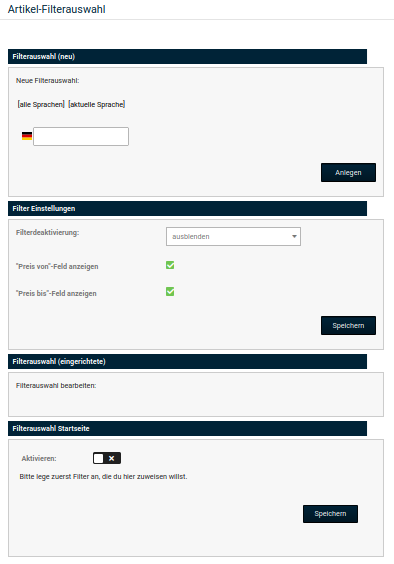 Artikel-Filterauswahl
Filterauswahl (neu)
Neue Filterauswahl:
[alle Sprachen] [aktuelle Sprache]
Anlegen
Filter Einstellungen
Filterdeaktivierung:
ausblenden
"Preis von"-Feld anzeigen
"Preis bis"-Feld anzeigen
Speichern
Filterauswahl (eingerichtete)
Filterauswahl bearbeiten:
Filterauswahl Startseite
Aktivieren:
Bitte lege zuerst Filter an, die du hier zuweisen willst.
Speichern